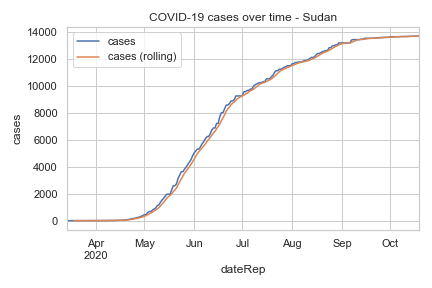 COVID-19 cases over time - Sudan
cases
cases (rolling)
14000
12000
10000
8000
6000
4000
2000
0
cases
Apr May Jun Jul Aug Sep Oct
2020
dateRep